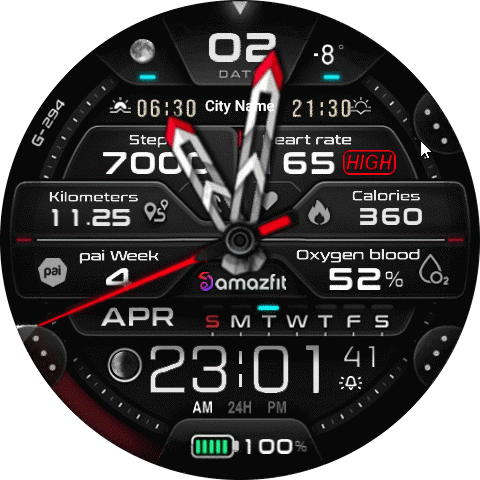 02
DAT
-8°
G-294
06:30 City Name 21:30
Step
7000
eart rate
65 HIGH
Kilometers
11.25
Calories
360
pai Week
pai 4
Oxygen blood
52% O2
amazfit
APR S M T W T F S
23:01 41
AM 24H PM
100%